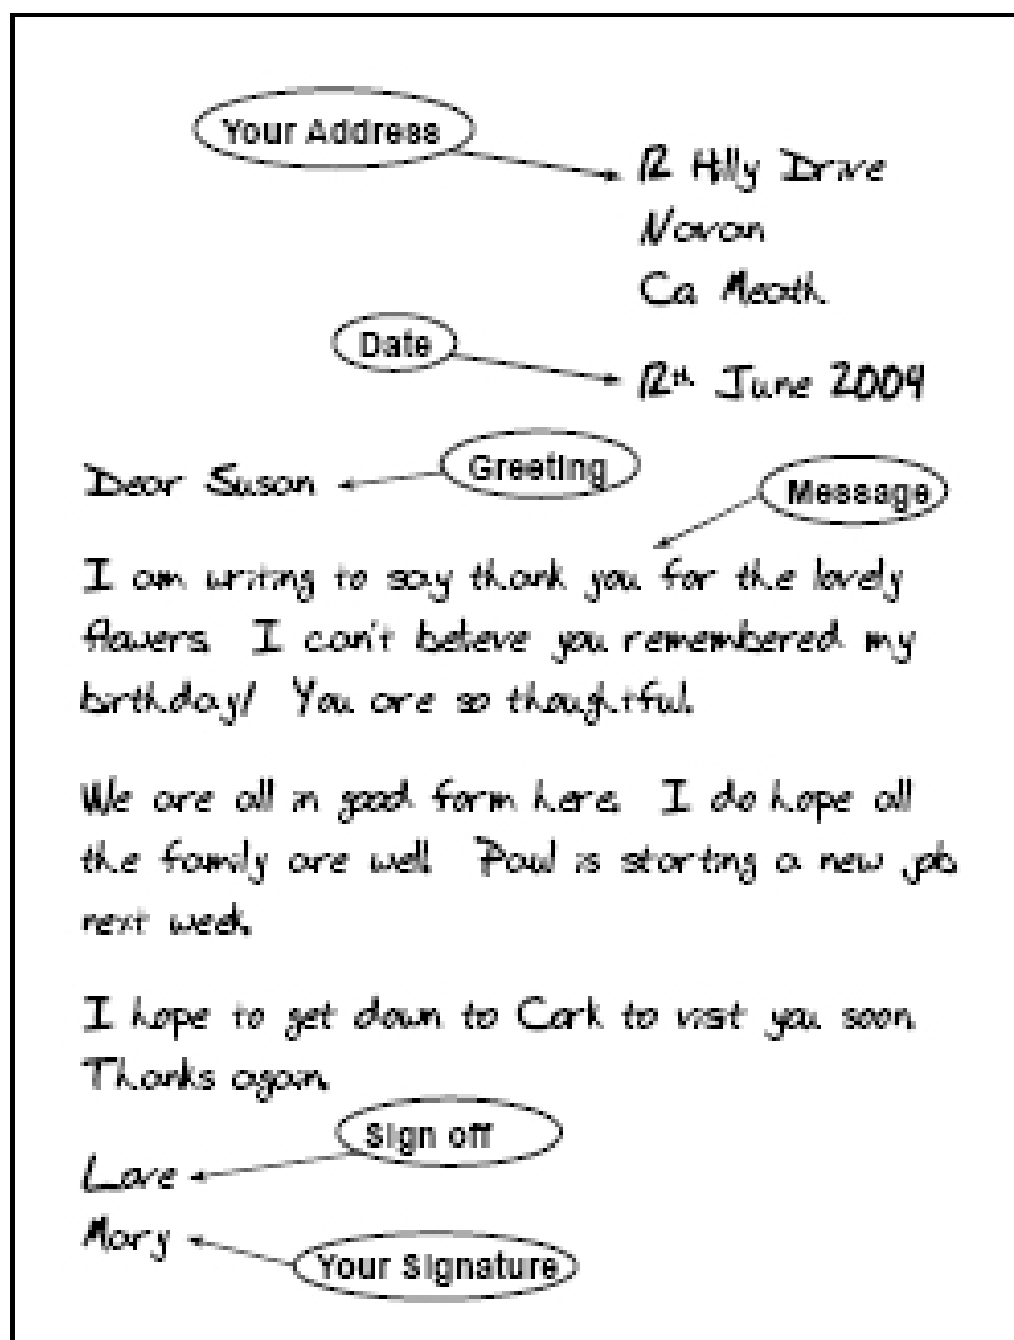 Your Address
12 Hilly Drive
Navan
Co. Meath.
Date
12th June 2009
Dear Susan
Greeting
Message
I am writing to say thank you for the lovely
flowers. I can't believe you remembered my
birthday! You are so thoughtful.
We are all in good form here. I do hope all
the family are well. Paul is starting a new job
next week.
I hope to get down to Cork to visit you soon.
Thanks again.
Sign off
Love
Mary
Your Signature